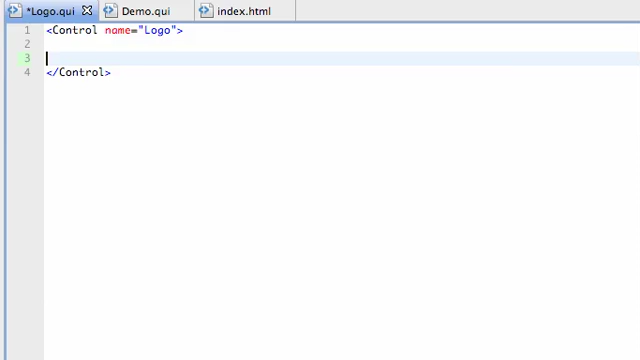 *Logo.qui Demo.qui index.html
1 <Control name="Logo">
2
3
4 </Control>